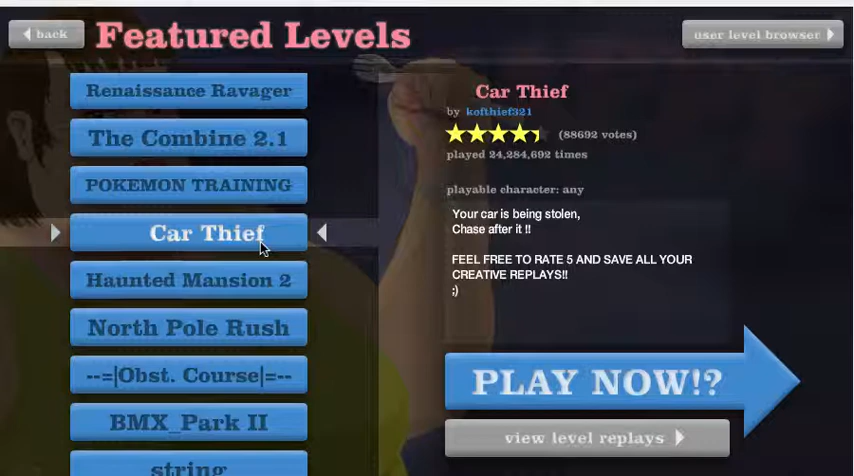 back
Featured Levels
user level browser
Renaissance Ravager
The Combine 2.1
POKEMON TRAINING
Car Thief
Haunted Mansion 2
North Pole Rush
--=|Obst. Course|=--
BMX_Park II
string
Car Thief
by kofthief321
(88692 votes)
played 24,284,692 times
playable character: any
Your car is being stolen,
Chase after it !!
FEEL FREE TO RATE 5 AND SAVE ALL YOUR
CREATIVE REPLAYS!!
;)
PLAY NOW!?
view level replays